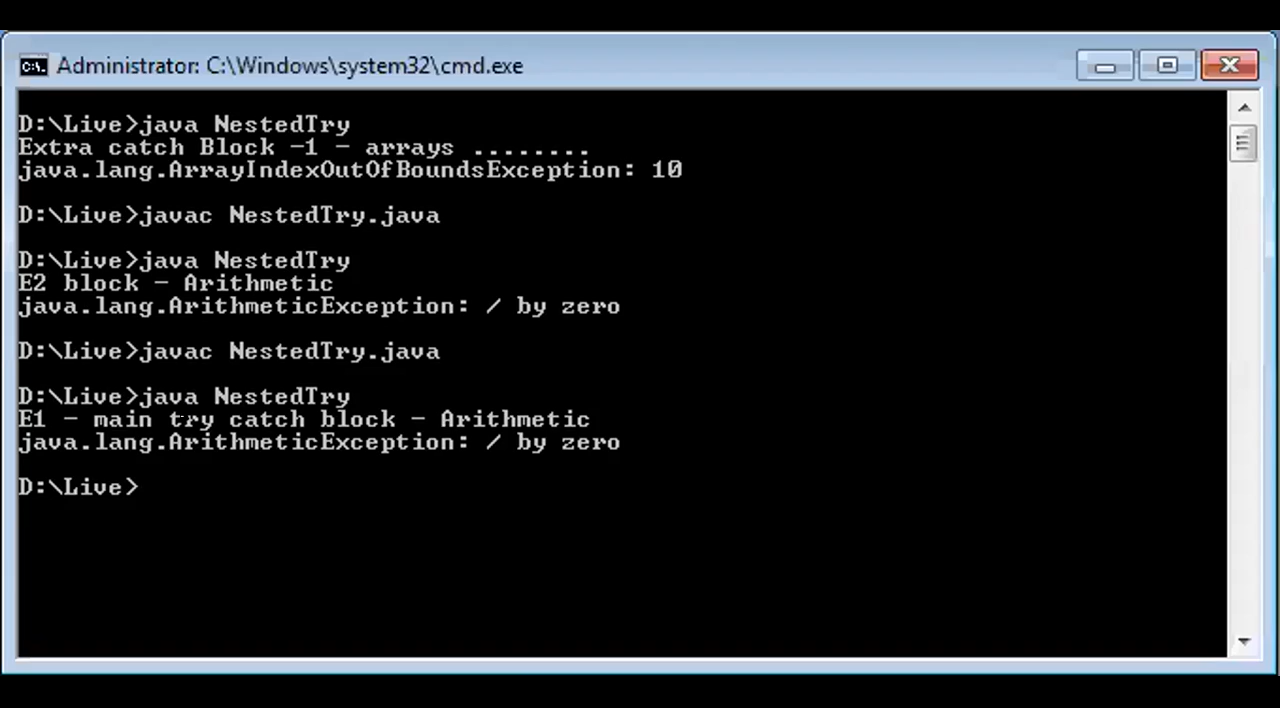 Administrator: C:\Windows\system32\cmd.exe
D:\Live>java NestedTry
Extra catch Block -1 - arrays ........
java.lang.ArrayIndexOutOfBoundsException: 10
D:\Live>javac NestedTry.java
D:\Live>java NestedTry
E2 block - Arithmetic
java.lang.ArithmeticException: / by zero
D:\Live>javac NestedTry.java
D:\Live>java NestedTry
E1 - main try catch block - Arithmetic
java.lang.ArithmeticException: / by zero
D:\Live>